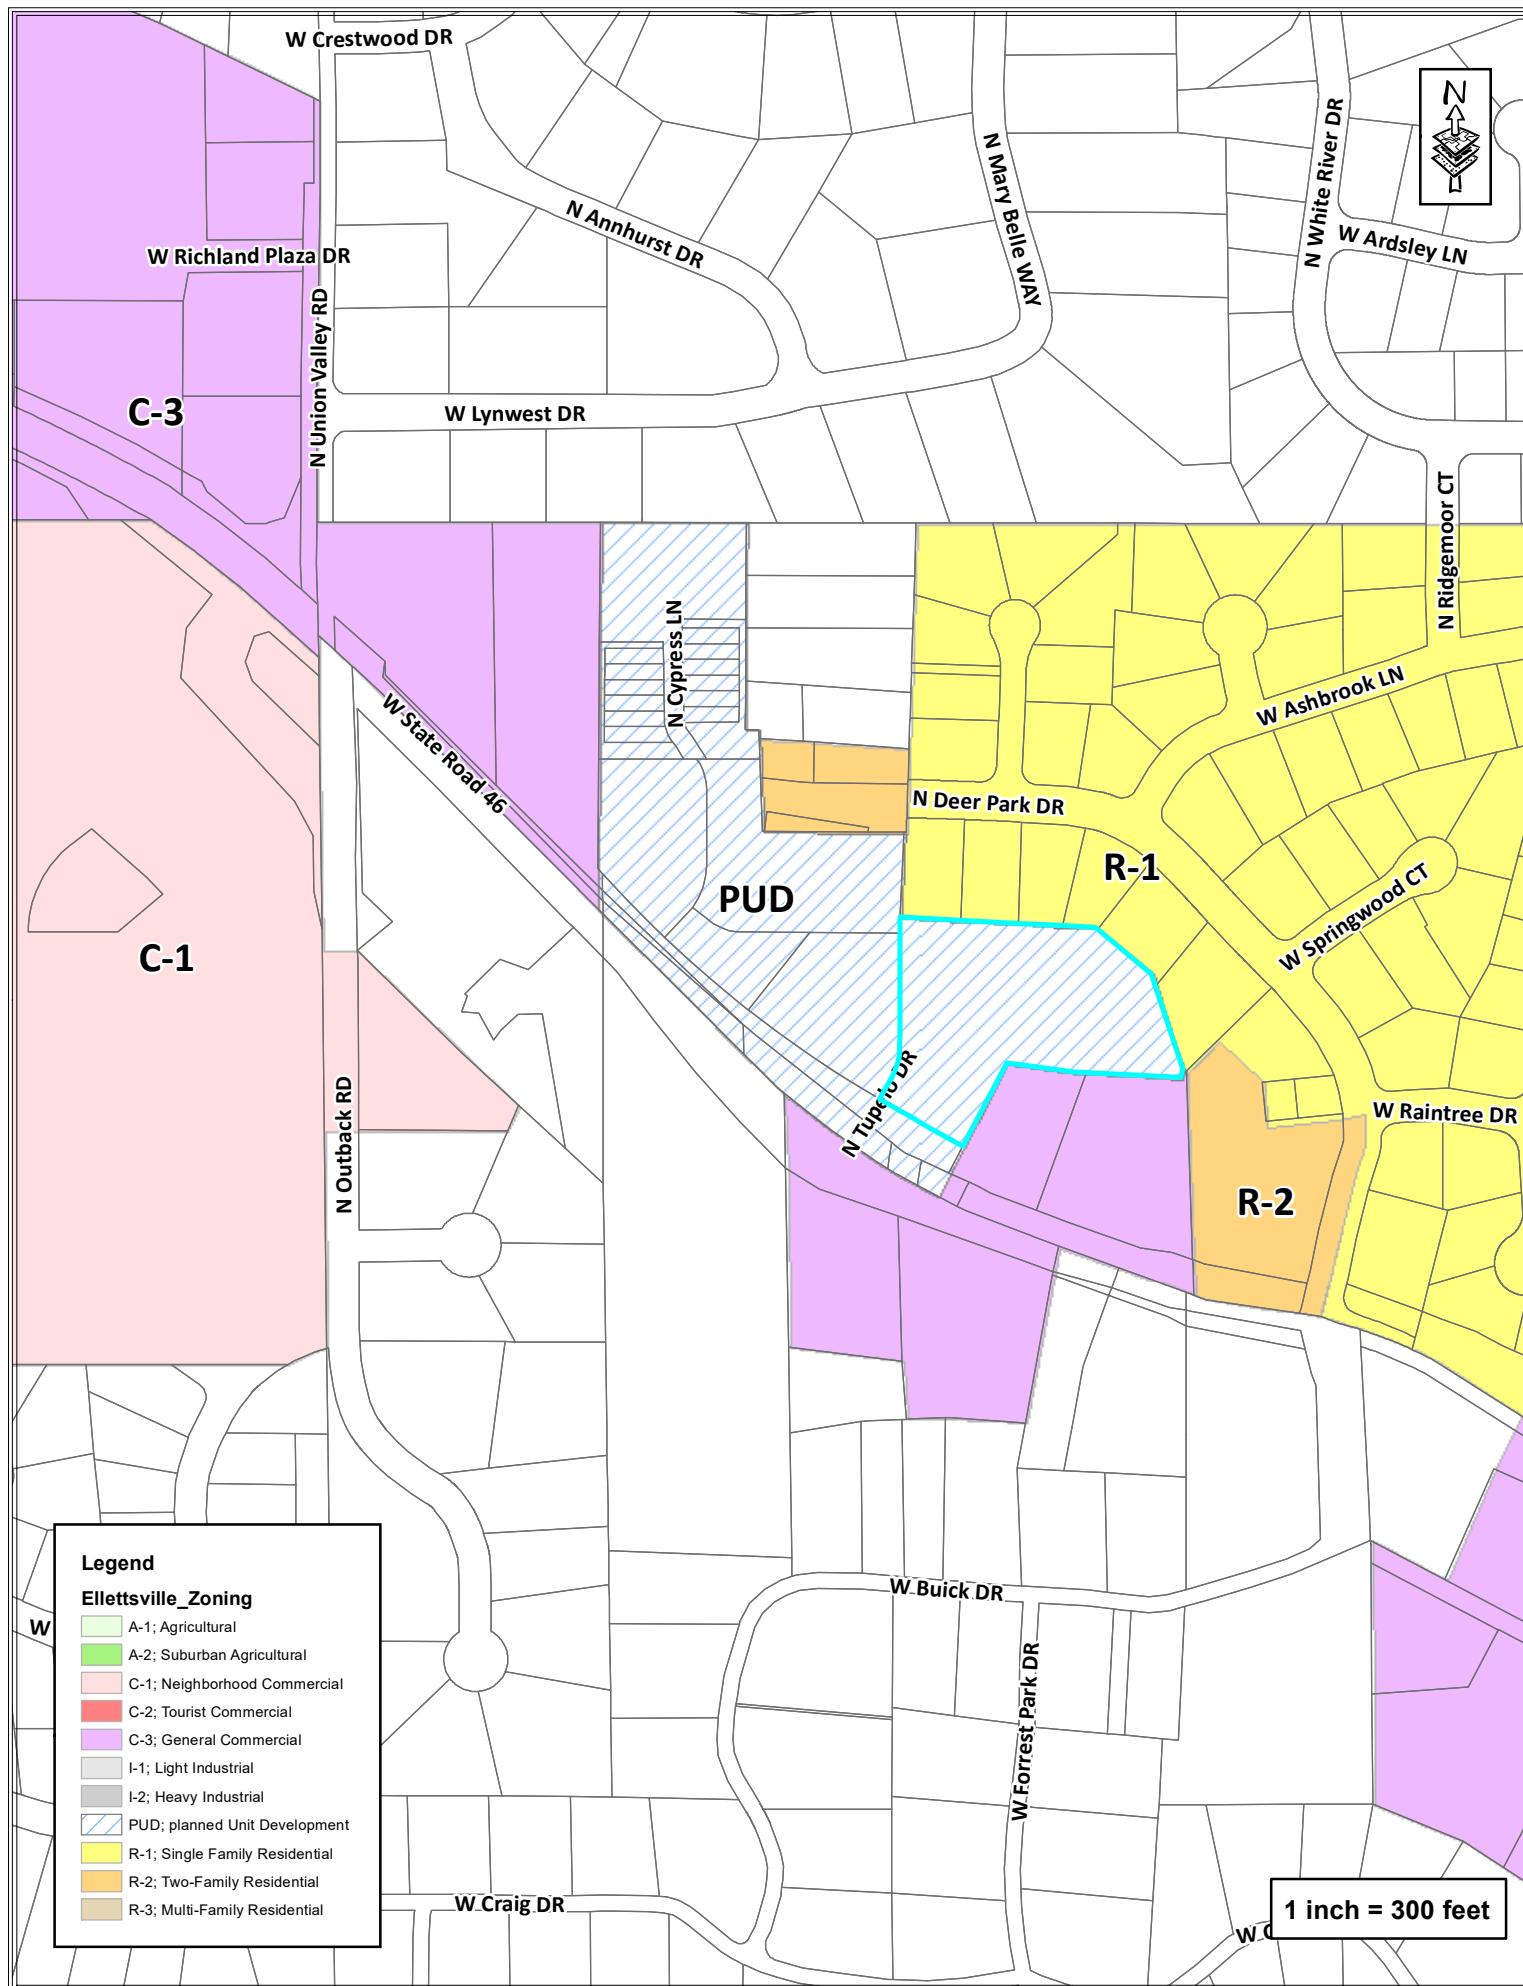 W Crestwood DR
N
N White River DR
N Mary Belle WAY
N Annhurst DR
W Ardsley LN
W Richland Plaza DR
N Union Valley RD
C-3
W Lynwest DR
N Ridgemoor CT
N Cypress LN
W Ashbrook LN
W State Road 46
N Deer Park DR
R-1
PUD
W Springwood CT
C-1
N Tupelo DR
N Outback RD
W Raintree DR
R-2
Legend
Ellettsville_Zoning
A-1; Agricultural
A-2; Suburban Agricultural
C-1; Neighborhood Commercial
C-2; Tourist Commercial
C-3; General Commercial
I-1; Light Industrial
I-2; Heavy Industrial
PUD; planned Unit Development
R-1; Single Family Residential
R-2; Two-Family Residential
R-3; Multi-Family Residential
W
W Buick DR
W Forrest Park DR
W Craig DR
1 inch = 300 feet
W